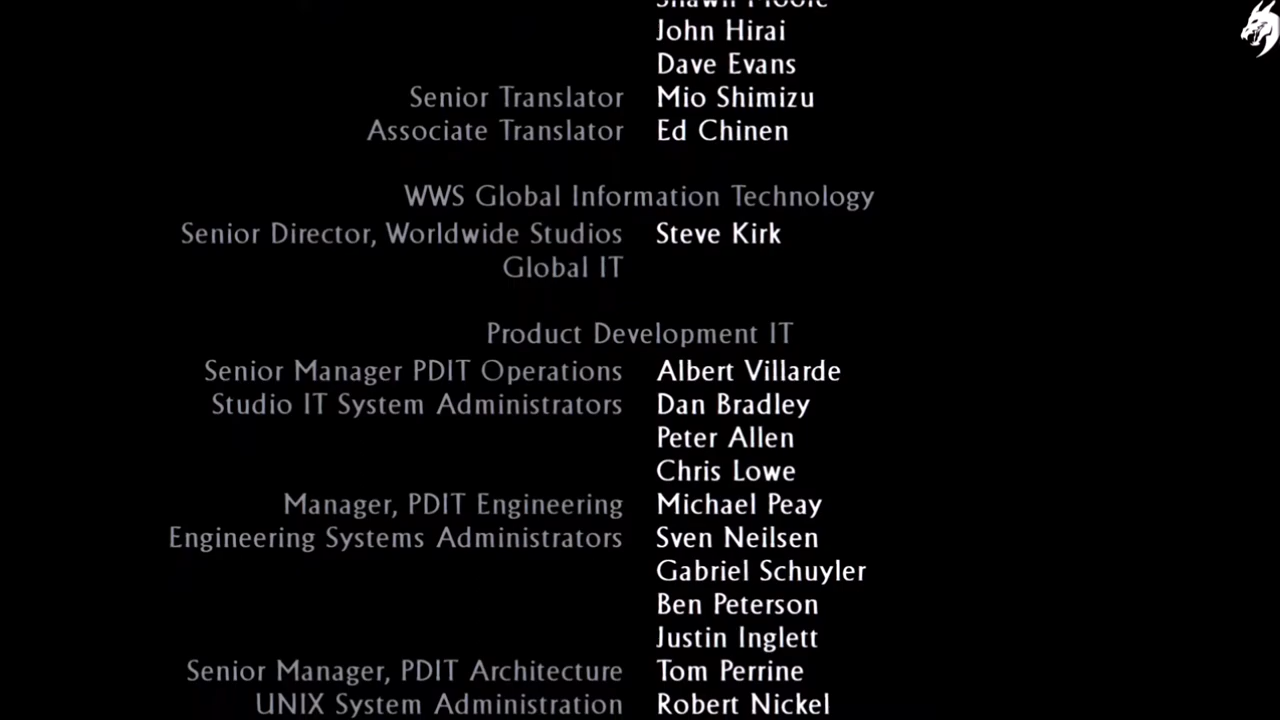 Shawn Moore
John Hirai
Dave Evans
Senior Translator Mio Shimizu
Associate Translator Ed Chinen
WWS Global Information Technology
Senior Director, Worldwide Studios Steve Kirk
Global IT
Product Development IT
Senior Manager PDIT Operations Albert Villarde
Studio IT System Administrators Dan Bradley
Peter Allen
Chris Lowe
Manager, PDIT Engineering Michael Peay
Engineering Systems Administrators Sven Neilsen
Gabriel Schuyler
Ben Peterson
Justin Inglett
Senior Manager, PDIT Architecture Tom Perrine
UNIX System Administration Robert Nickel